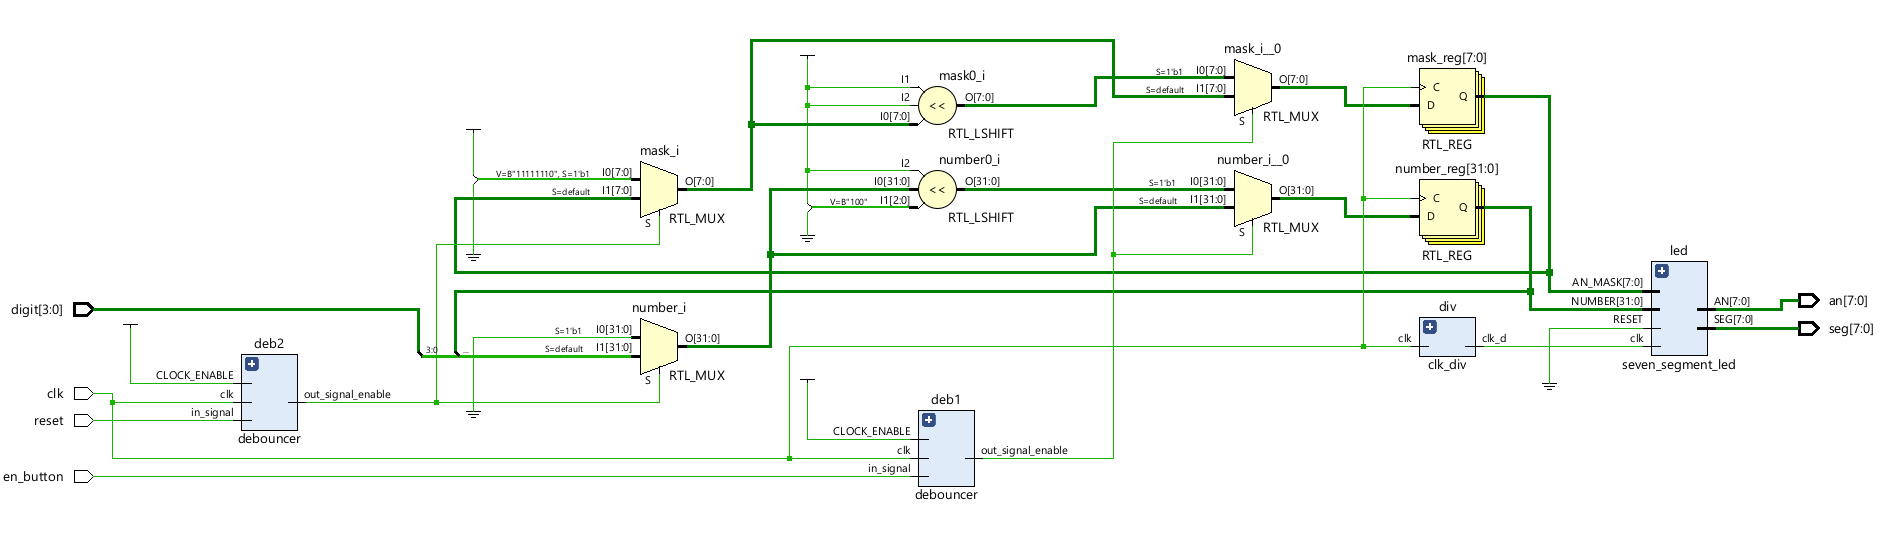 mask_i__0
S=1'b1 I0[7:0]
S=default I1[7:0]
O[7:0]
S
RTL_MUX
mask_reg[7:0]
C
D
Q
RTL_REG
mask0_i
I1
I2
I0[7:0]
<<
O[7:0]
RTL_LSHIFT
mask_i
V=B"11111110", S=1'b1 I0[7:0]
S=default I1[7:0]
O[7:0]
S
RTL_MUX
number0_i
I2
I0[31:0]
V=B"100" I1[2:0]
<<
O[31:0]
RTL_LSHIFT
number_i__0
S=1'b1 I0[31:0]
S=default I1[31:0]
O[31:0]
S
RTL_MUX
number_reg[31:0]
C
D
Q
RTL_REG
led
AN_MASK[7:0]
NUMBER[31:0]
RESET
clk
AN[7:0]
SEG[7:0]
seven_segment_led
an[7:0]
seg[7:0]
digit[3:0]
3:0
...
number_i
S=1'b1 I0[31:0]
S=default I1[31:0]
O[31:0]
S
RTL_MUX
div
clk
clk_d
clk_div
deb2
CLOCK_ENABLE
clk
in_signal
out_signal_enable
debouncer
clk
reset
en_button
deb1
CLOCK_ENABLE
clk
in_signal
out_signal_enable
debouncer